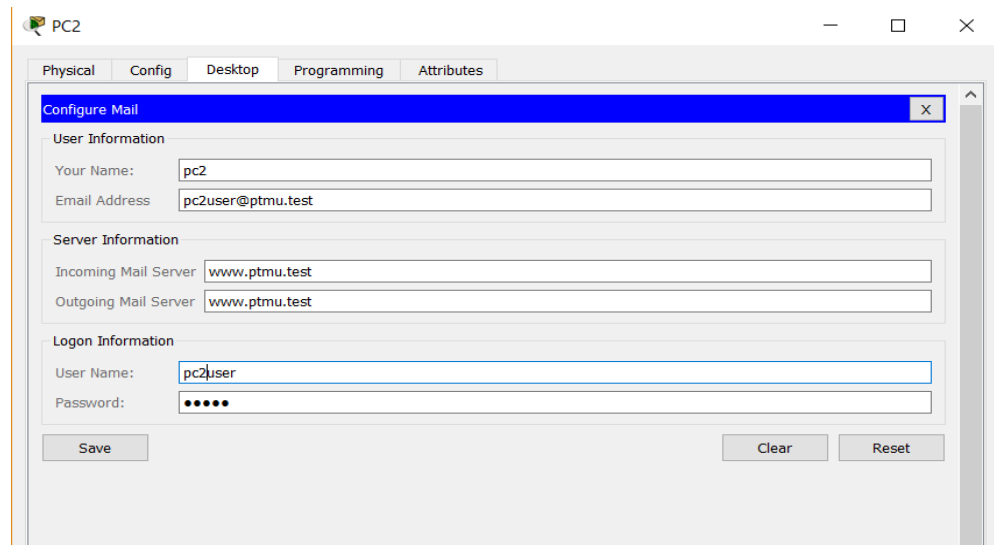 PC2
Physical Config Desktop Programming Attributes
Configure Mail X
User Information
Your Name: pc2
Email Address pc2user@ptmu.test
Server Information
Incoming Mail Server www.ptmu.test
Outgoing Mail Server www.ptmu.test
Logon Information
User Name: pc2user
Password: •••••
Save Clear Reset